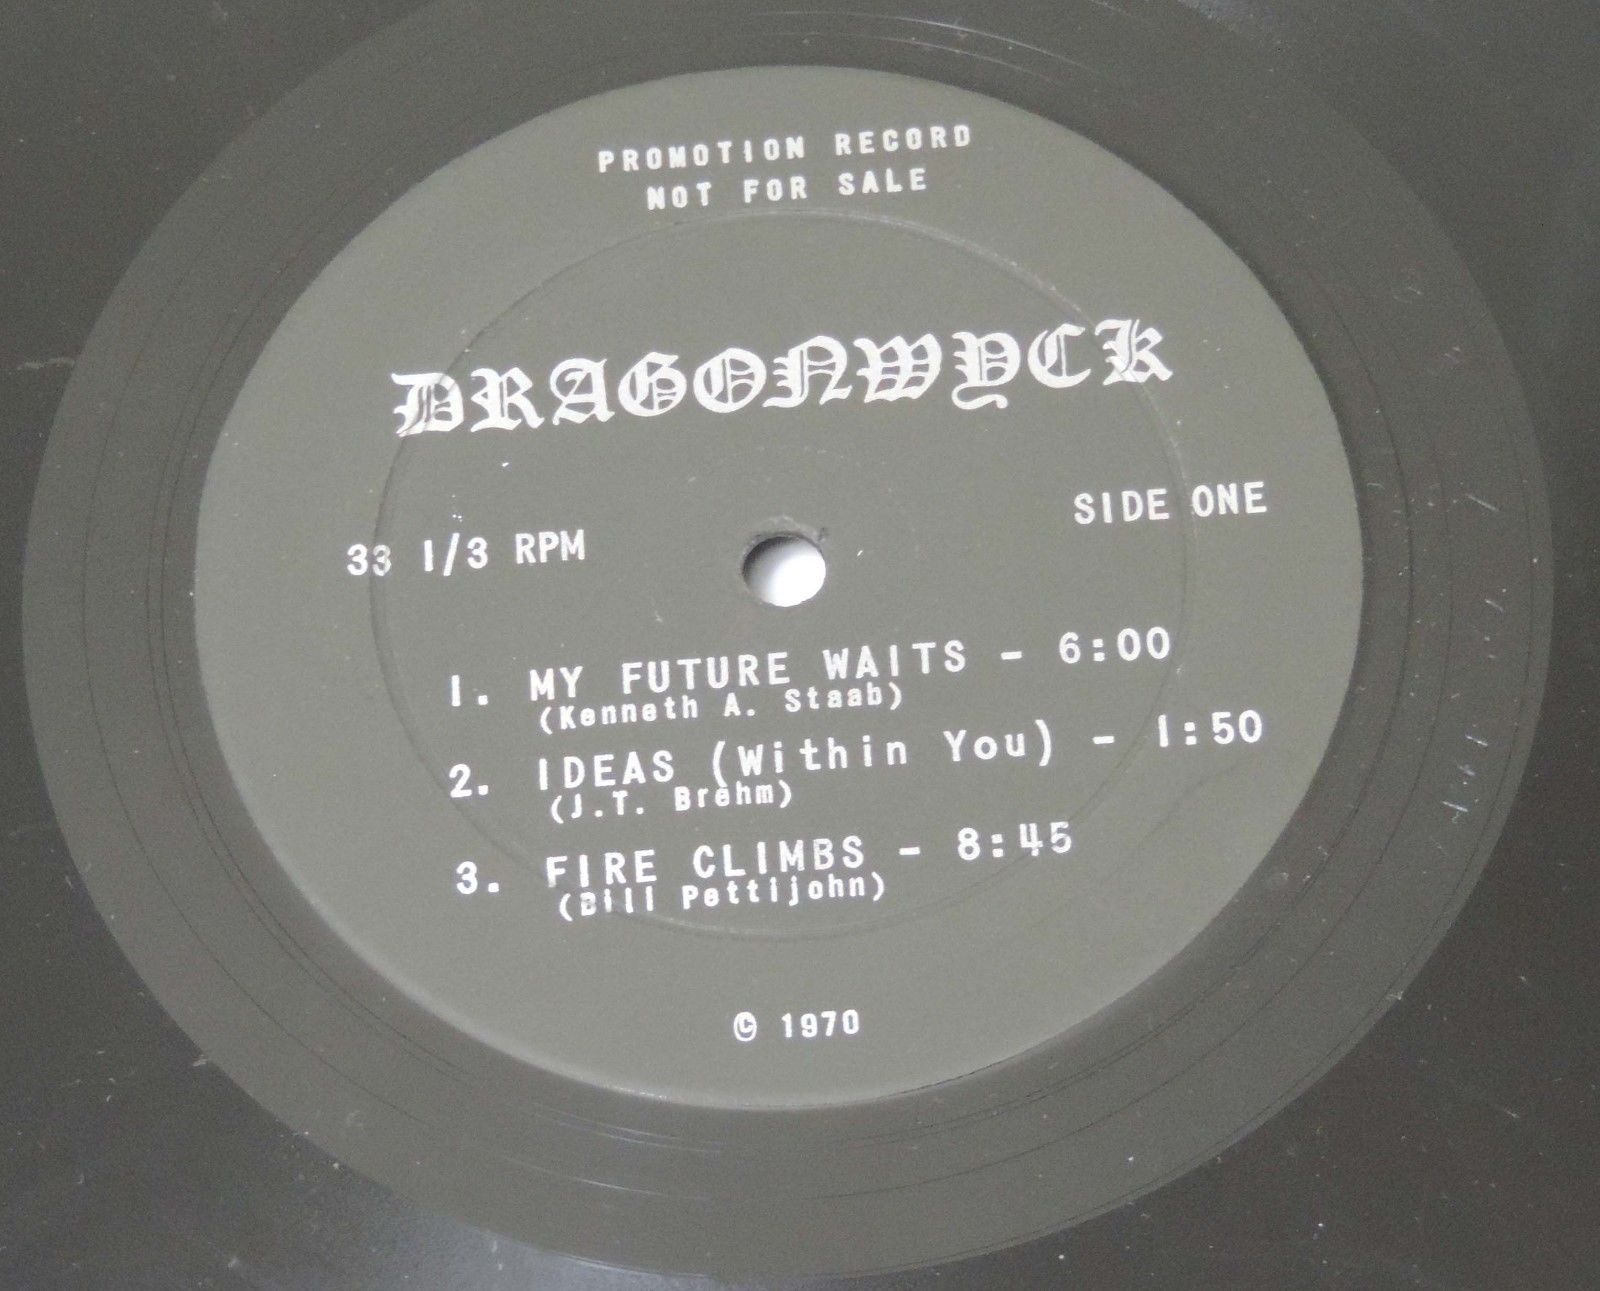 PROMOTION RECORD
NOT FOR SALE
DRAGONWYCK
SIDE ONE
33 1/3 RPM
1. MY FUTURE WAITS - 6:00
(Kenneth A. Staab)
2. IDEAS (Within You) - 1:50
(J.T. Brehm)
3. FIRE CLIMBS - 8:45
(Bill Pettijohn)
© 1970